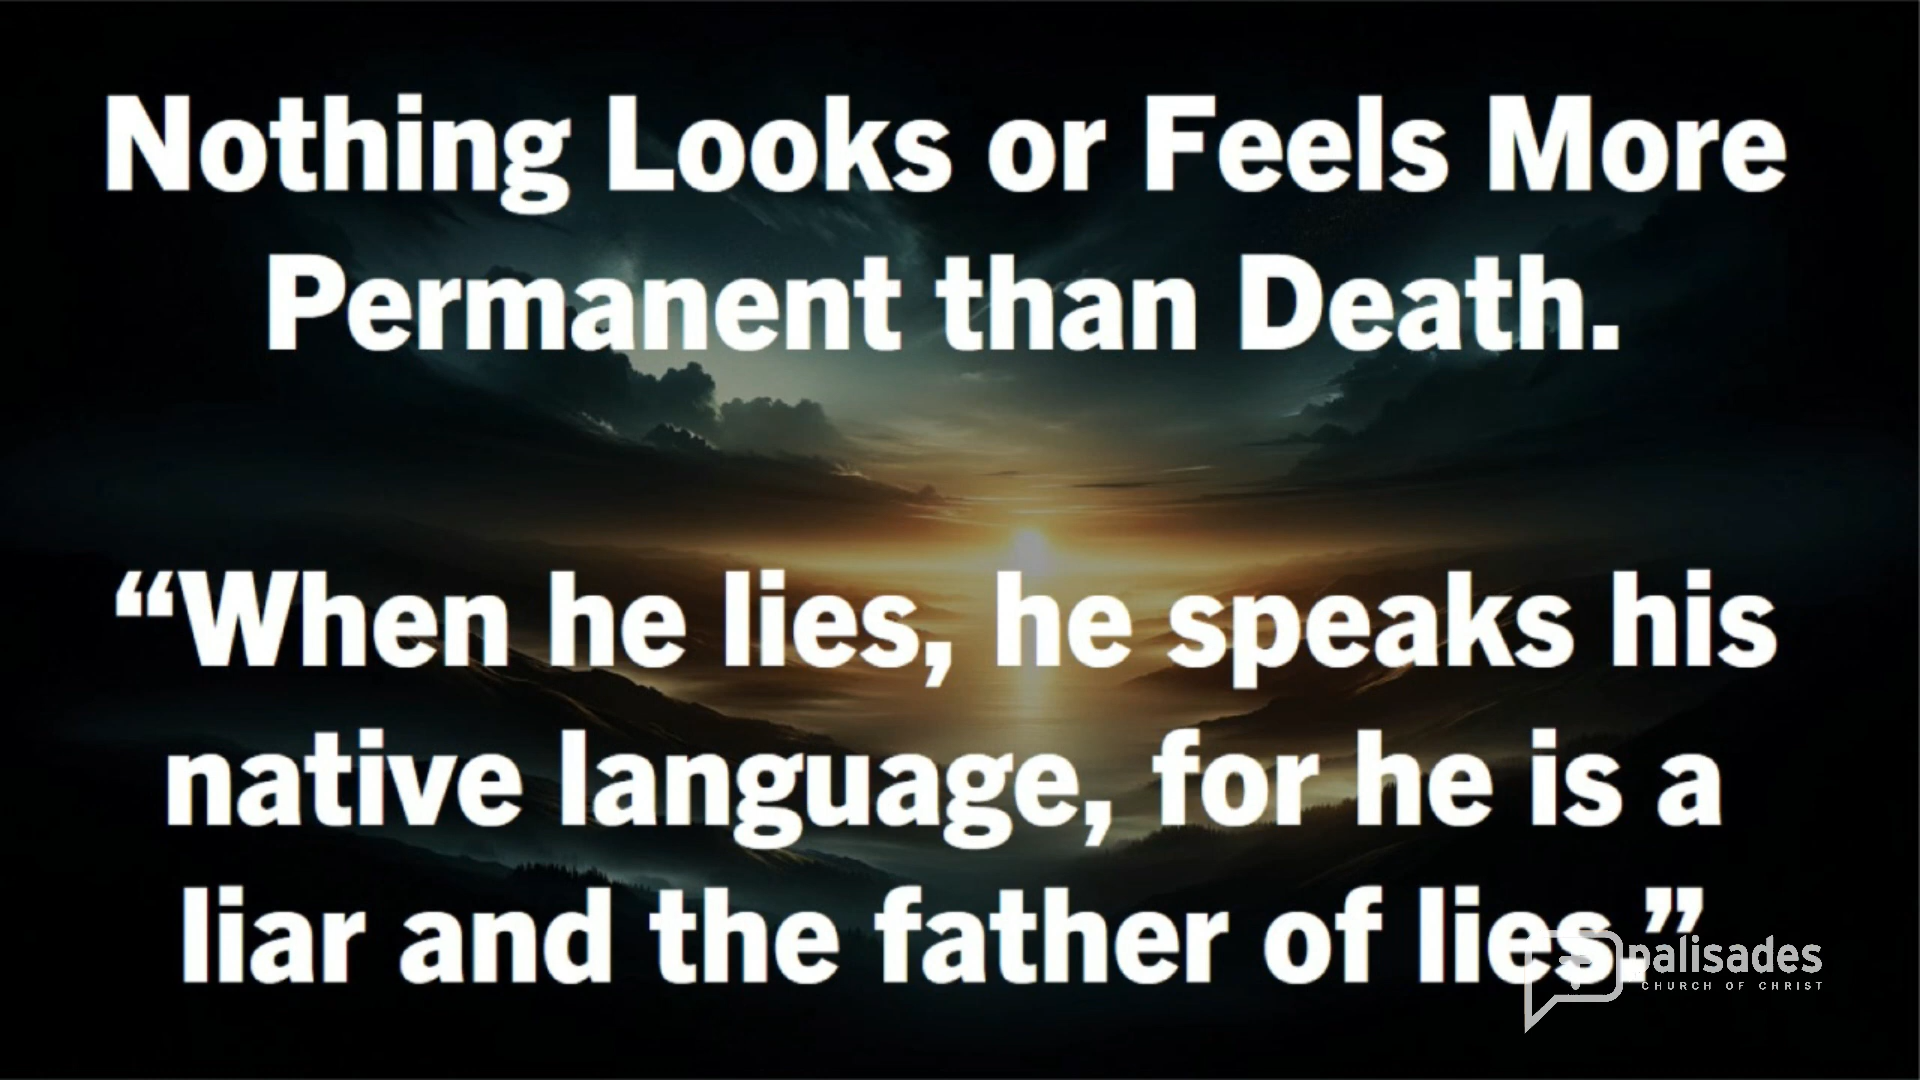 Nothing Looks or Feels More
Permanent than Death.
“When he lies, he speaks his
native language, for he is a
liar and the father of lies.”
palisades
CHURCH OF CHRIST